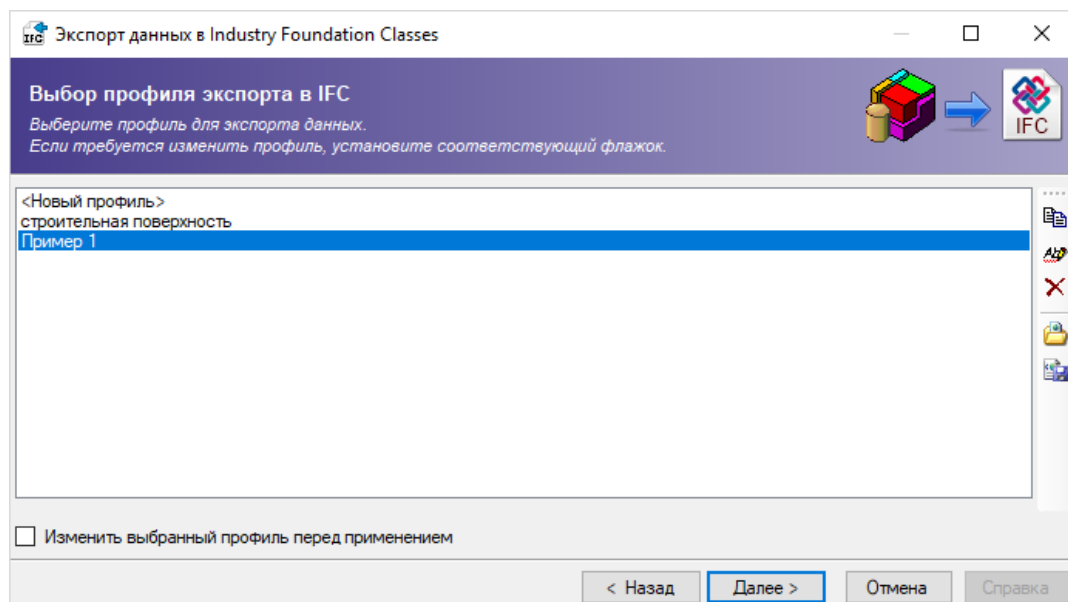 IFC Экспорт данных в Industry Foundation Classes
Выбор профиля экспорта в IFC
Выберите профиль для экспорта данных.
Если требуется изменить профиль, установите соответствующий флажок.
IFC
<Новый профиль>
строительная поверхность
Пример 1
Изменить выбранный профиль перед применением
< Назад
Далее >
Отмена
Справка